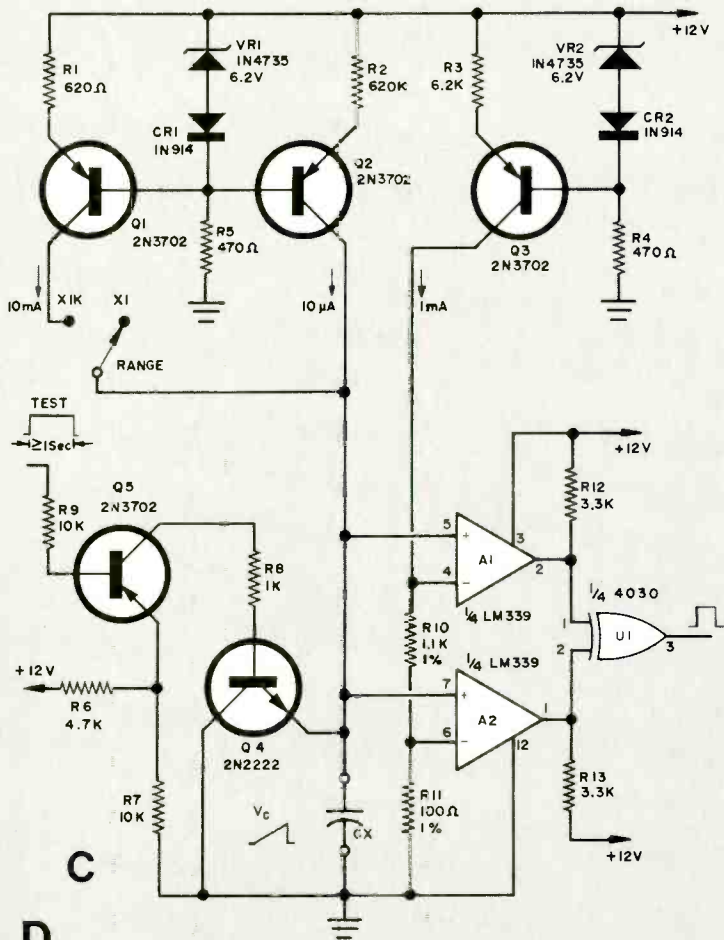 +12V
R1
620Ω
VR1
1N4735
6.2V
R2
620K
R3
6.2K
VR2
1N4735
6.2V
CR1
1N914
CR2
1N914
Q1
2N3702
R5
470Ω
Q2
2N3702
Q3
2N3702
R4
470Ω
10mA
X1K
X1
RANGE
10µA
1mA
TEST
≥1Sec
R9
10K
Q5
2N3702
R8
1K
+12V
R6
4.7K
R7
10K
Q4
2N2222
Vc
CX
+12V
R12
3.3K
5
+
4
-
A1
3
2
1/4 LM339
R10
1.1K
1%
1/4 LM339
7
+
6
-
A2
1
12
R11
100Ω
1%
1/4 4030
1
2
U1
3
R13
3.3K
+12V
C
D